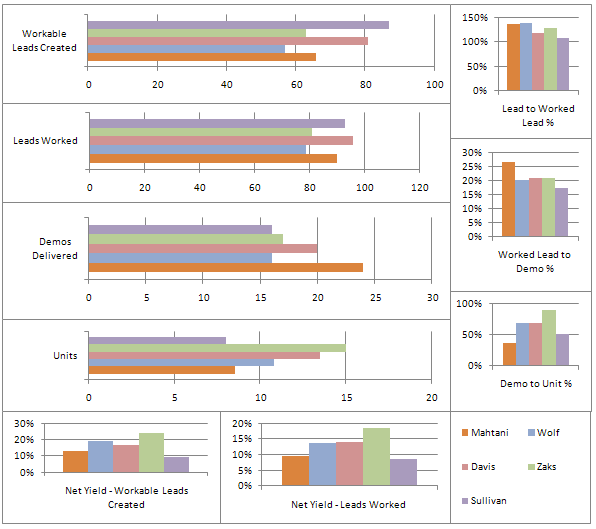 Workable
Leads Created
0 20 40 60 80 100
Leads Worked
0 20 40 60 80 100 120
Demos
Delivered
0 5 10 15 20 25 30
Units
0 5 10 15 20
150%
100%
50%
0%
Lead to Worked
Lead %
30%
25%
20%
15%
10%
5%
0%
Worked Lead to
Demo %
100%
50%
0%
Demo to Unit %
30%
20%
10%
0%
Net Yield - Workable Leads
Created
20%
15%
10%
5%
0%
Net Yield - Leads Worked
Mahtani Wolf
Davis Zaks
Sullivan